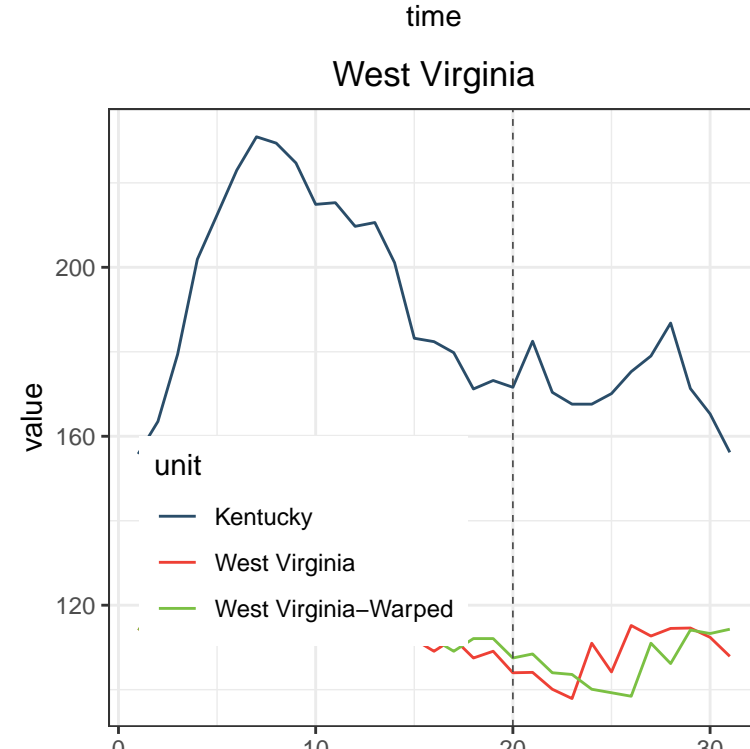 time
West Virginia
value
200
160
120
unit
Kentucky
West Virginia
West Virginia-Warped
0
10
20
30